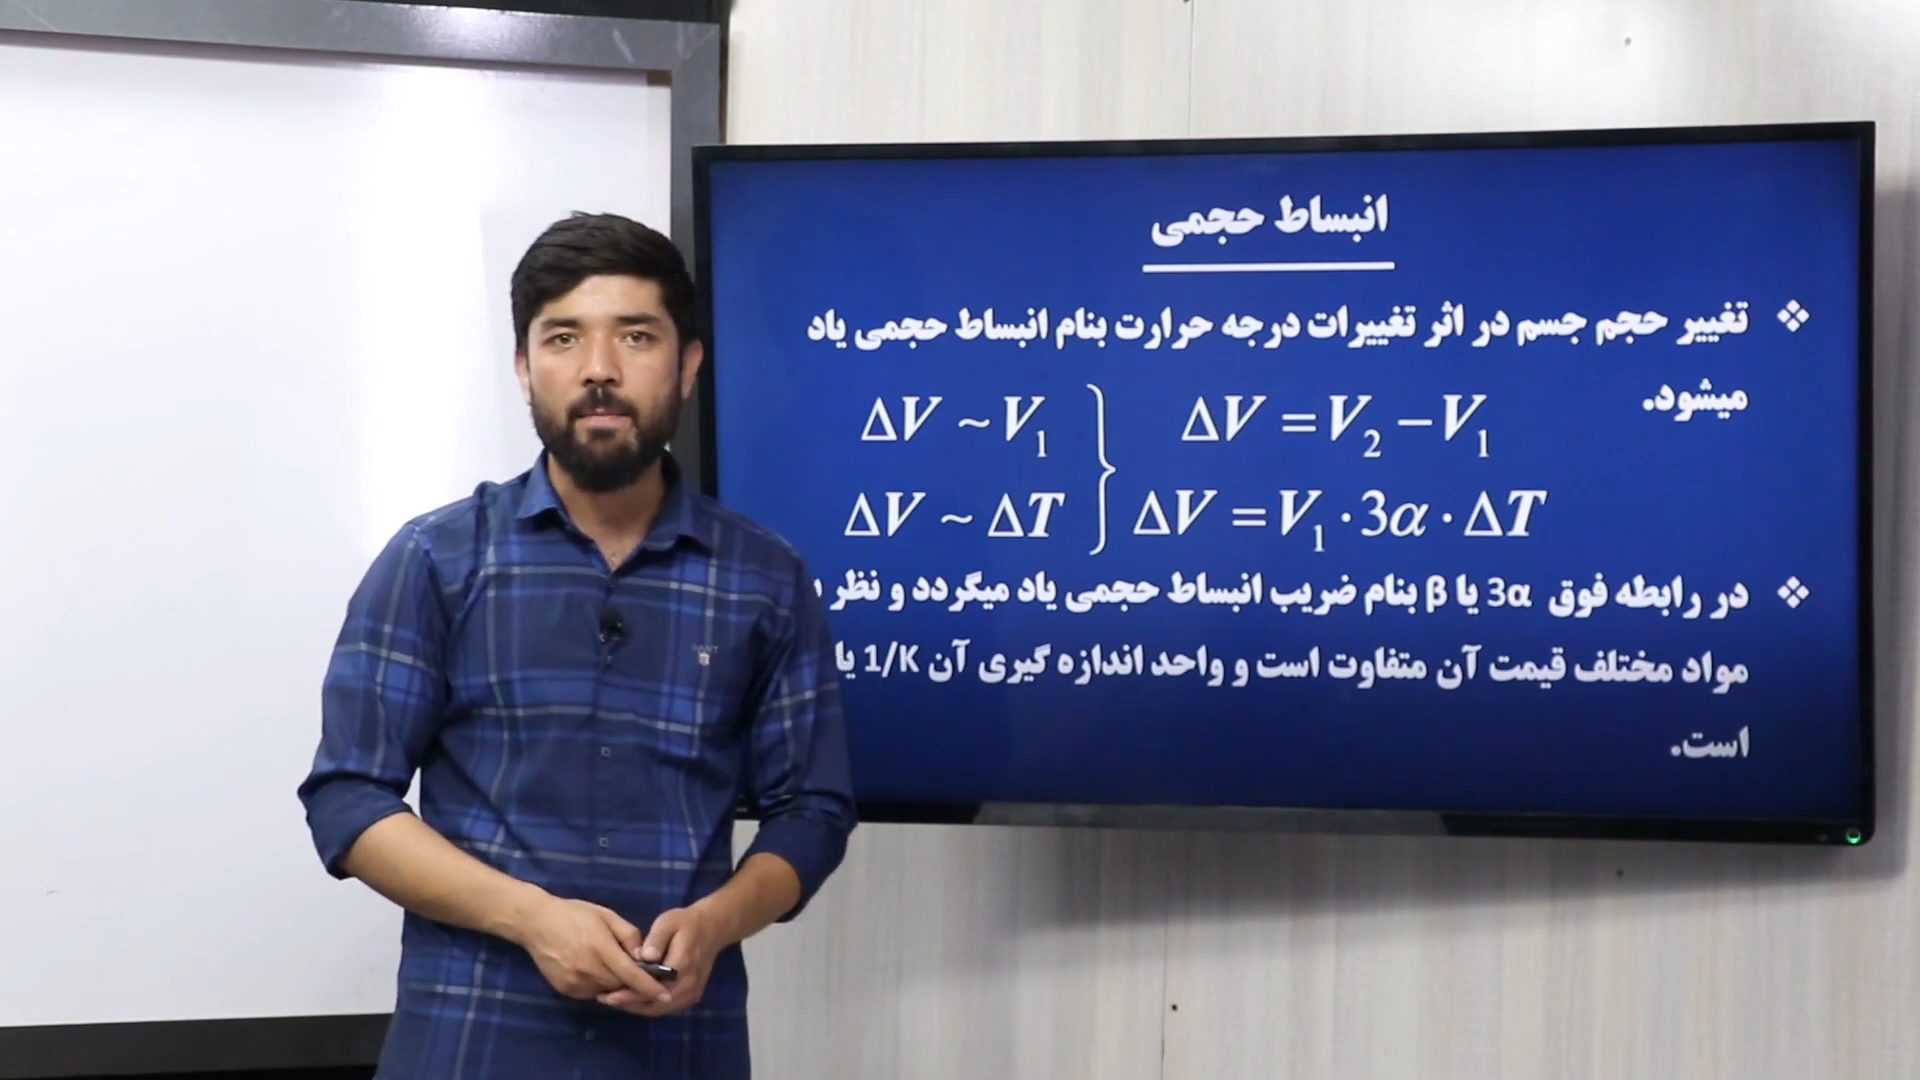 انبساط حجمی
❖ تغییر حجم جسم در اثر تغییرات درجه حرارت بنام انبساط حجمی یاد
میشود.
ΔV ~ V₁ } ΔV = V₂ − V₁
ΔV ~ ΔT } ΔV = V₁ · 3α · ΔT
❖ در رابطه فوق 3α یا β بنام ضریب انبساط حجمی یاد میگردد و نظر
مواد مختلف قیمت آن متفاوت است و واحد اندازه گیری آن 1/K یا
است.